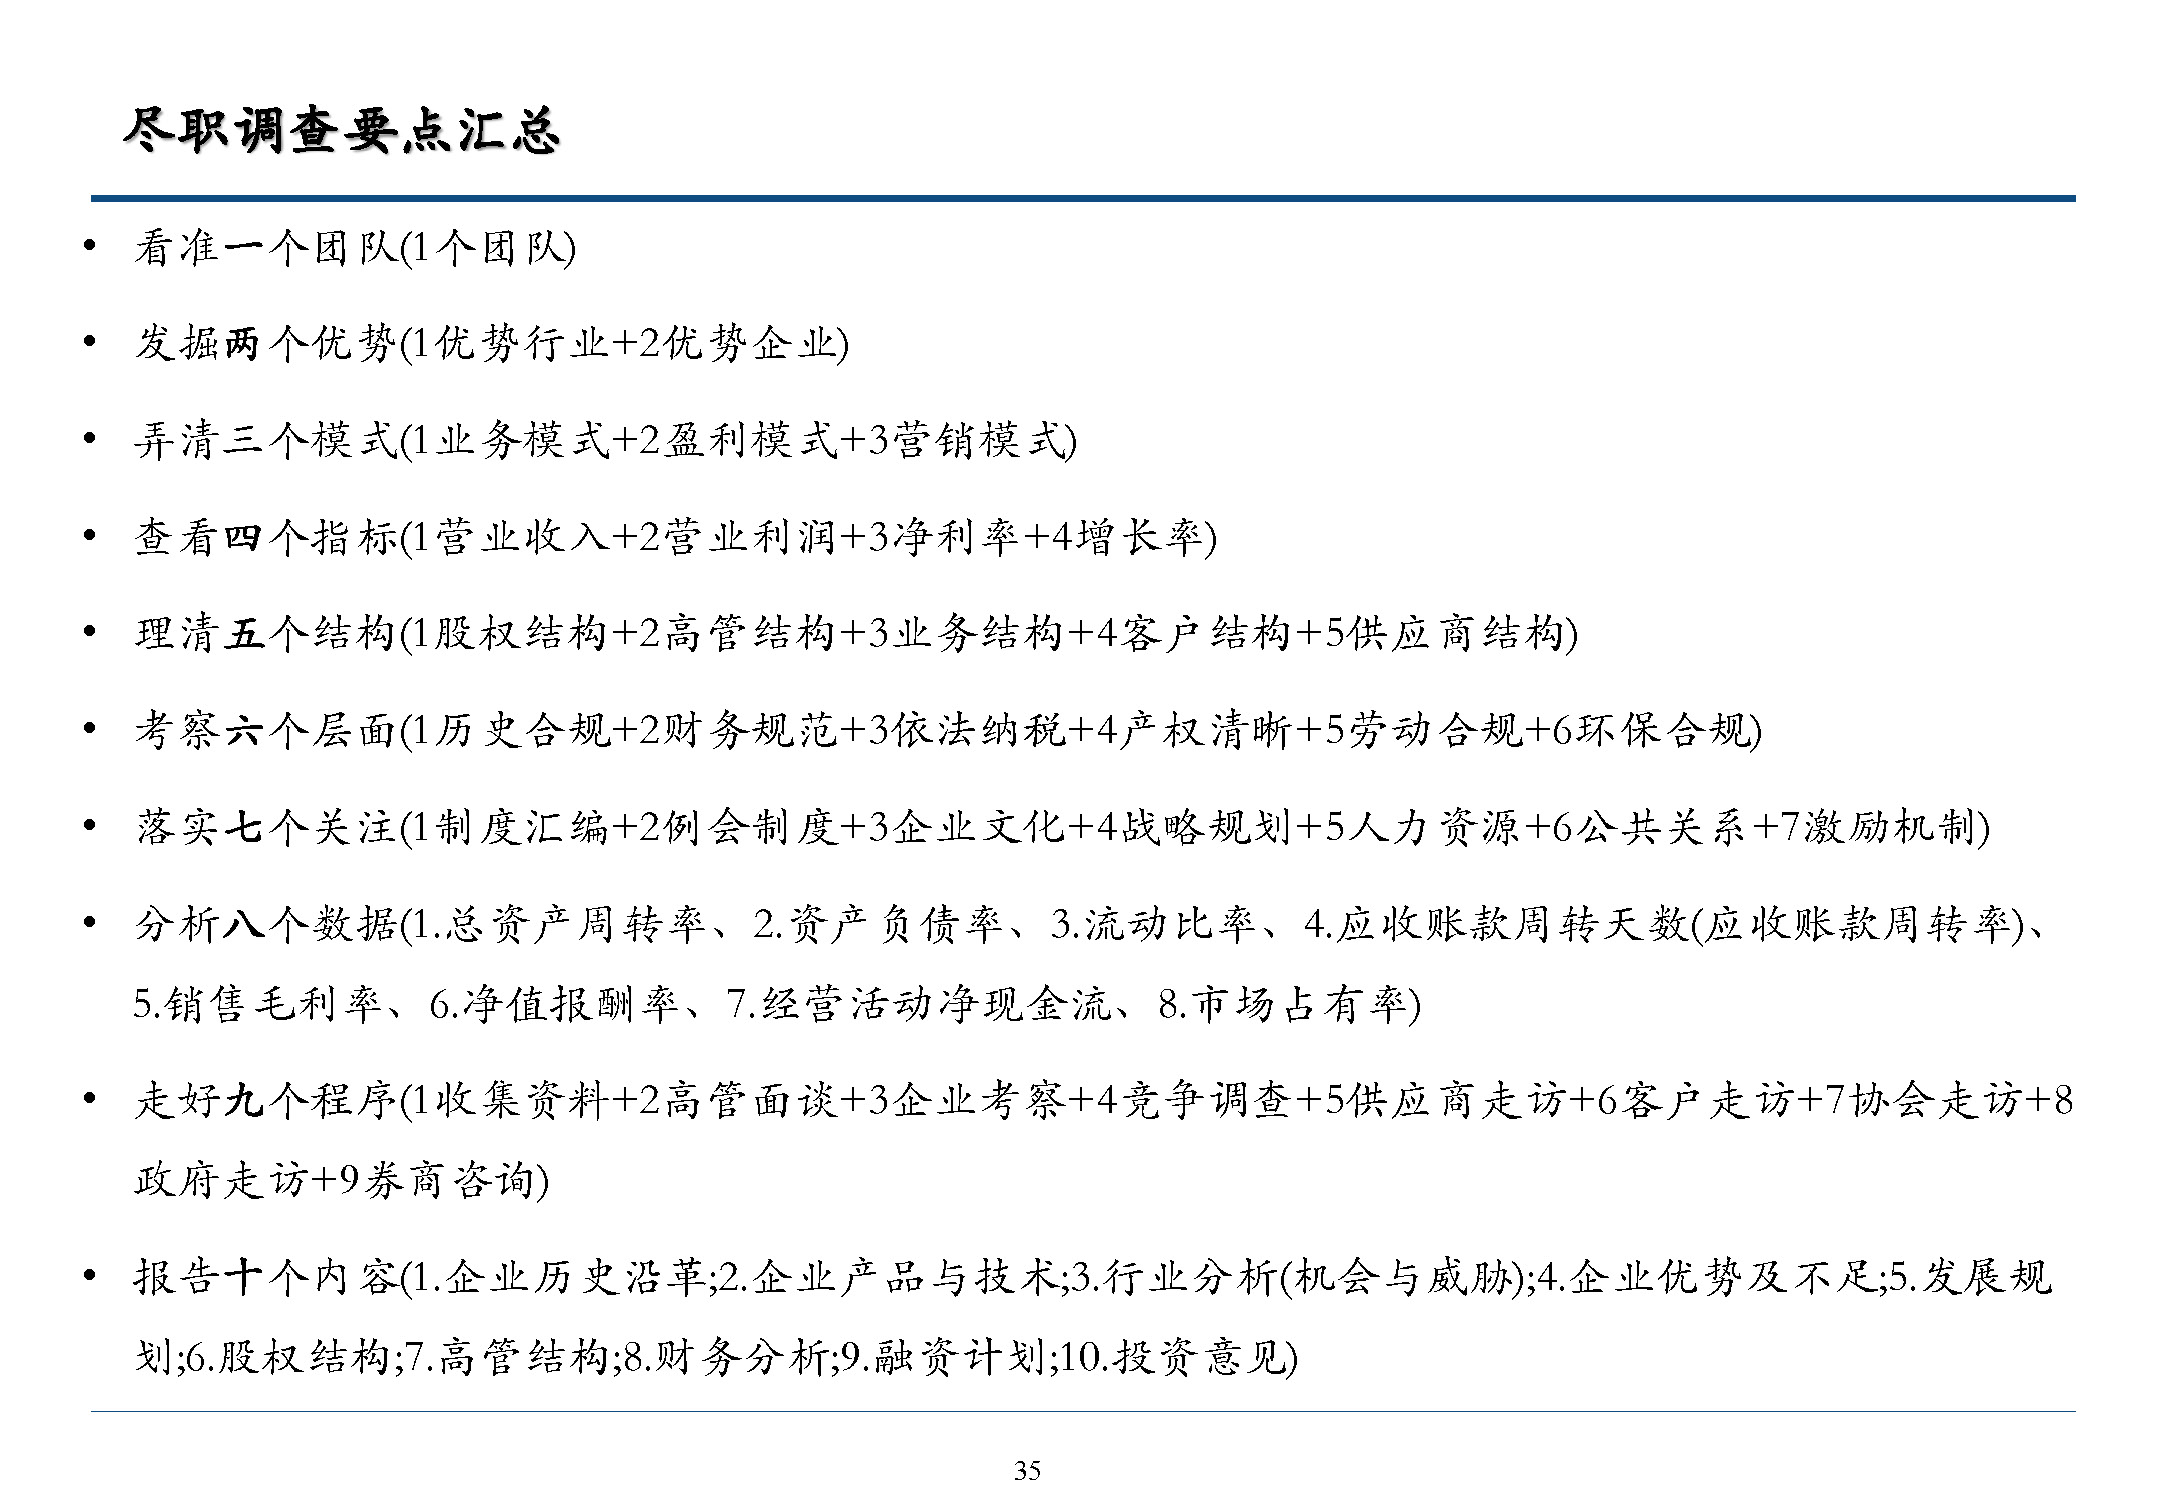 尽职调查要点汇总
• 看准一个团队(1个团队)
• 发掘两个优势(1优势行业+2优势企业)
• 弄清三个模式(1业务模式+2盈利模式+3营销模式)
• 查看四个指标(1营业收入+2营业利润+3净利率+4增长率)
• 理清五个结构(1股权结构+2高管结构+3业务结构+4客户结构+5供应商结构)
• 考察六个层面(1历史合规+2财务规范+3依法纳税+4产权清晰+5劳动合规+6环保合规)
• 落实七个关注(1制度汇编+2例会制度+3企业文化+4战略规划+5人力资源+6公共关系+7激励机制)
• 分析八个数据(1.总资产周转率、2.资产负债率、3.流动比率、4.应收账款周转天数(应收账款周转率)、
5.销售毛利率、6.净值报酬率、7.经营活动净现金流、8.市场占有率)
• 走好九个程序(1收集资料+2高管面谈+3企业考察+4竞争调查+5供应商走访+6客户走访+7协会走访+8
政府走访+9券商咨询)
• 报告十个内容(1.企业历史沿革;2.企业产品与技术;3.行业分析(机会与威胁);4.企业优势及不足;5.发展规
划;6.股权结构;7.高管结构;8.财务分析;9.融资计划;10.投资意见)
35